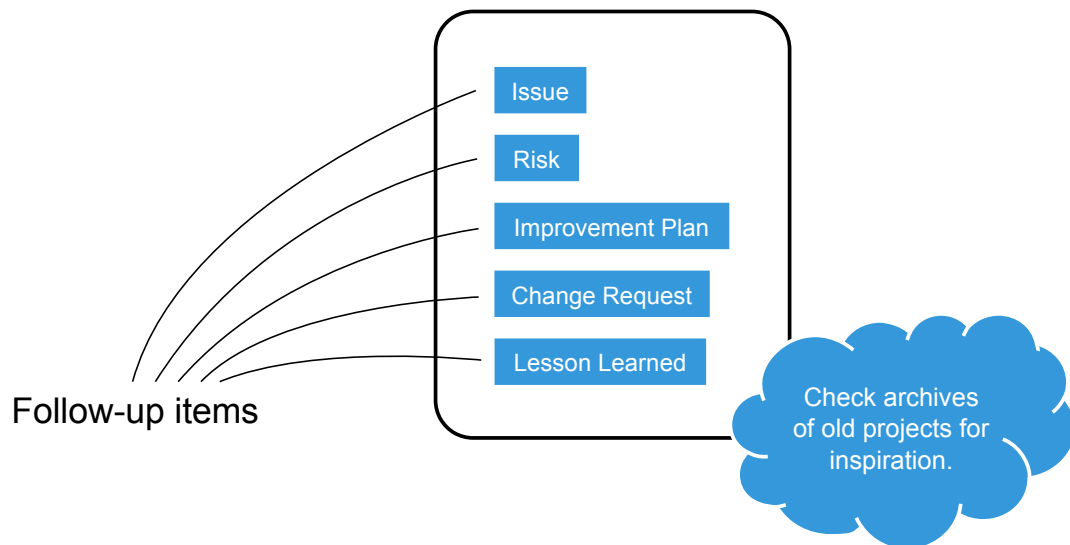 Issue
Risk
Improvement Plan
Change Request
Lesson Learned
Follow-up items
Check archives
of old projects for
inspiration.